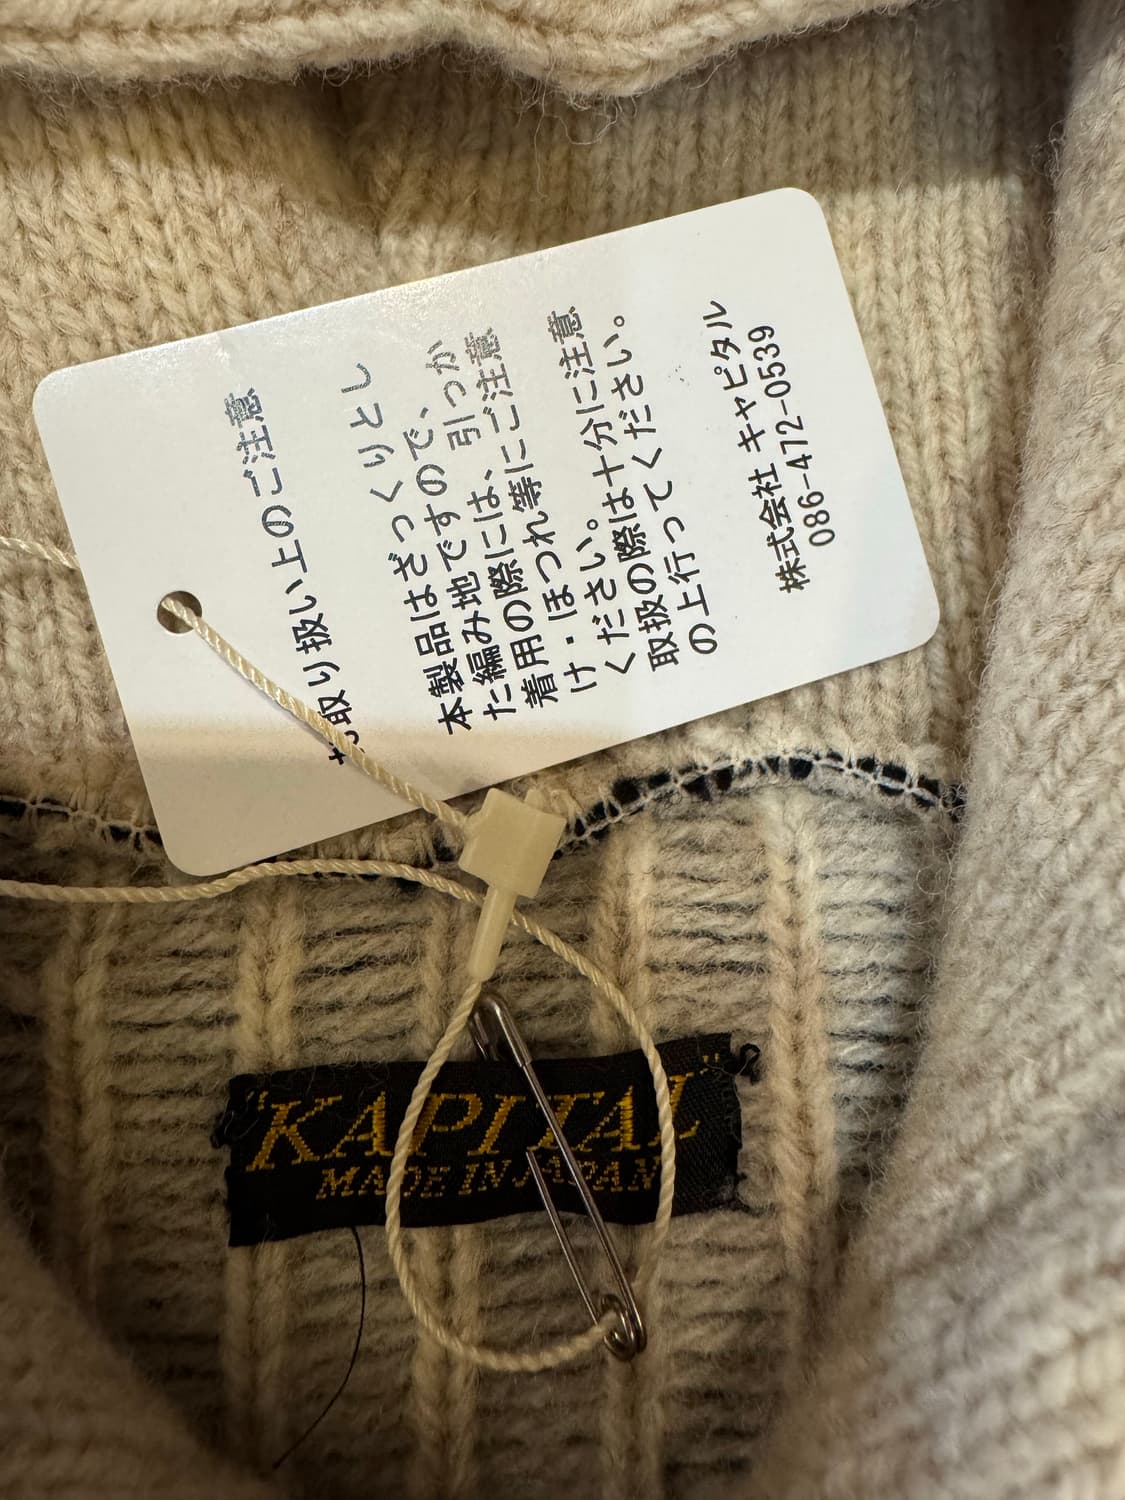 お取り扱い上のご注意
本製品はざっくりとし
た編み地ですので、
着用の際には、引っか
け・ほつれ等にご注意
ください。
取扱の際は十分に注意
の上行ってください。
株式会社 キャピタル
086-472-0539
"KAPITAL"
MADE IN JAPAN